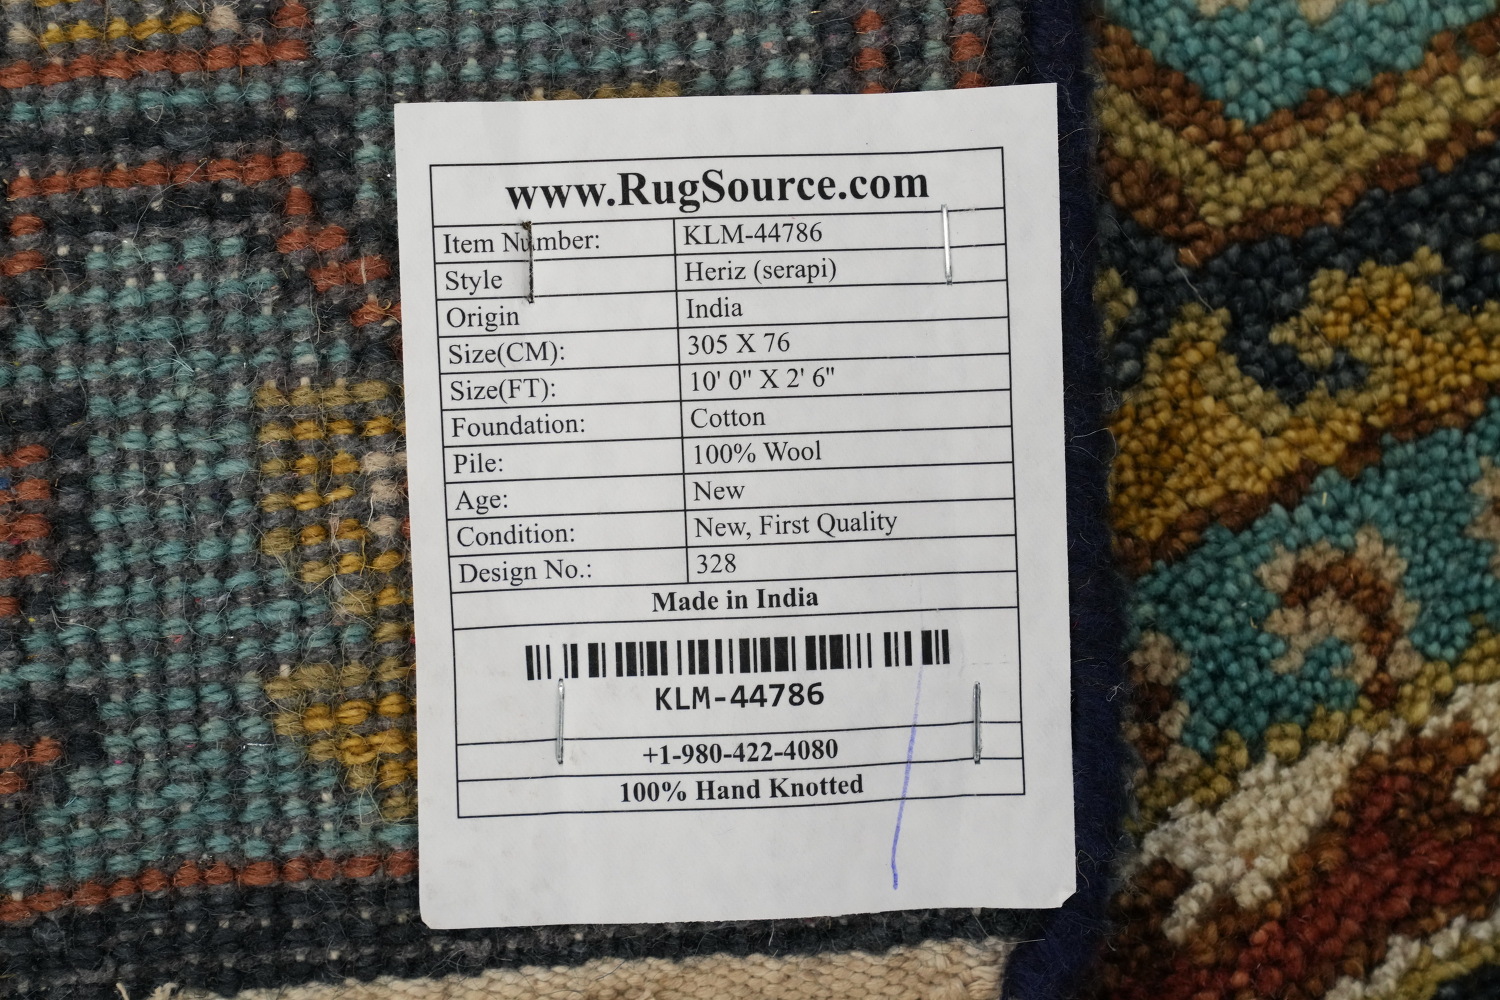 www.RugSource.com
Item Number: KLM-44786
Style Heriz (serapi)
Origin India
Size(CM): 305 X 76
Size(FT): 10' 0" X 2' 6"
Foundation: Cotton
Pile: 100% Wool
Age: New
Condition: New, First Quality
Design No.: 328
Made in India
KLM-44786
+1-980-422-4080
100% Hand Knotted